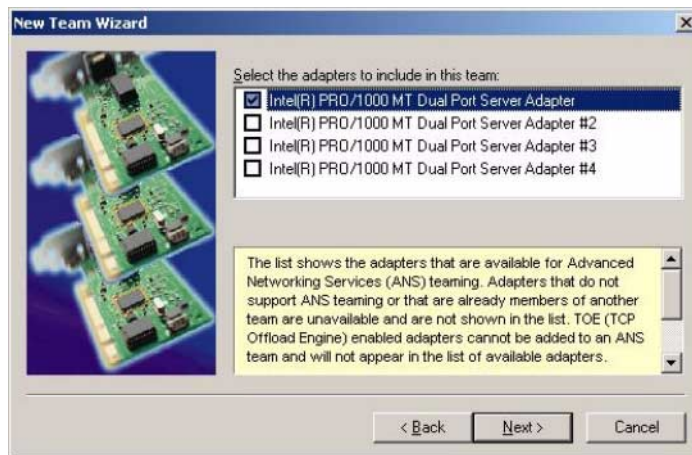 New Team Wizard
Select the adapters to include in this team:
Intel(R) PRO/1000 MT Dual Port Server Adapter
Intel(R) PRO/1000 MT Dual Port Server Adapter #2
Intel(R) PRO/1000 MT Dual Port Server Adapter #3
Intel(R) PRO/1000 MT Dual Port Server Adapter #4
The list shows the adapters that are available for Advanced
Networking Services (ANS) teaming. Adapters that do not
support ANS teaming or that are already members of another
team are unavailable and are not shown in the list. TOE (TCP
Offload Engine) enabled adapters cannot be added to an ANS
team and will not appear in the list of available adapters.
< Back
Next >
Cancel